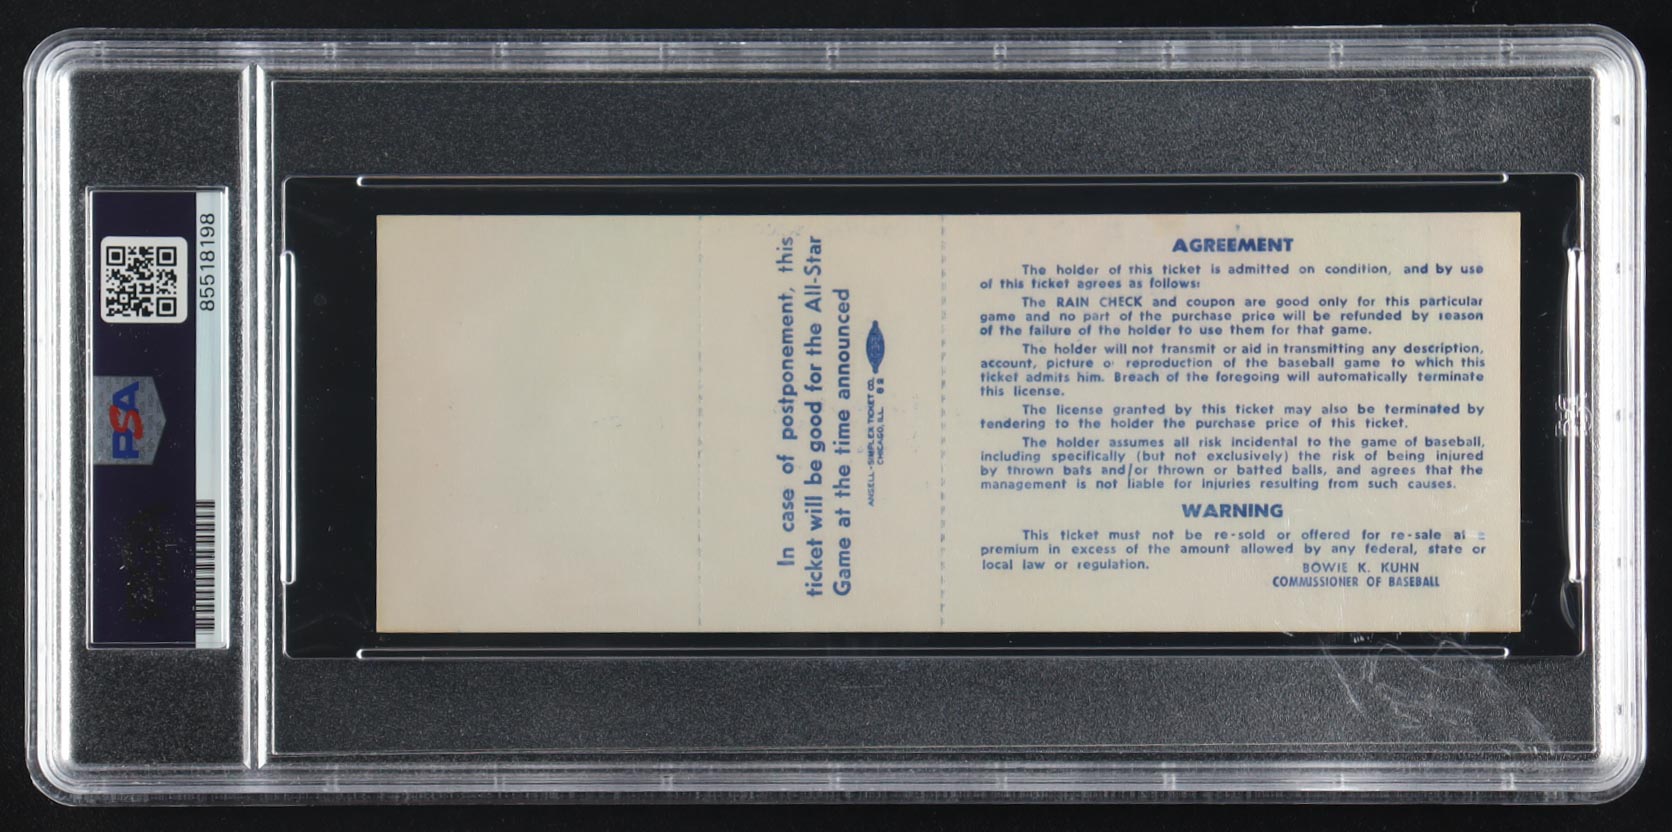 85518198
PSA
In case of postponement, this
ticket will be good for the All-Star
Game at the time announced
ANSELL-SIMPLEX TICKET CO.
CHICAGO, ILL. 82
AGREEMENT
The holder of this ticket is admitted on condition, and by use
of this ticket agrees as follows:
The RAIN CHECK and coupon are good only for this particular
game and no part of the purchase price will be refunded by reason
of the failure of the holder to use them for that game.
The holder will not transmit or aid in transmitting any description,
account, picture or reproduction of the baseball game to which this
ticket admits him. Breach of the foregoing will automatically terminate
this license.
The license granted by this ticket may also be terminated by
tendering to the holder the purchase price of this ticket.
The holder assumes all risk incidental to the game of baseball,
including specifically (but not exclusively) the risk of being injured
by thrown bats and/or thrown or batted balls, and agrees that the
management is not liable for injuries resulting from such causes.
WARNING
This ticket must not be re-sold or offered for re-sale at a
premium in excess of the amount allowed by any federal, state or
local law or regulation.
BOWIE K. KUHN
COMMISSIONER OF BASEBALL